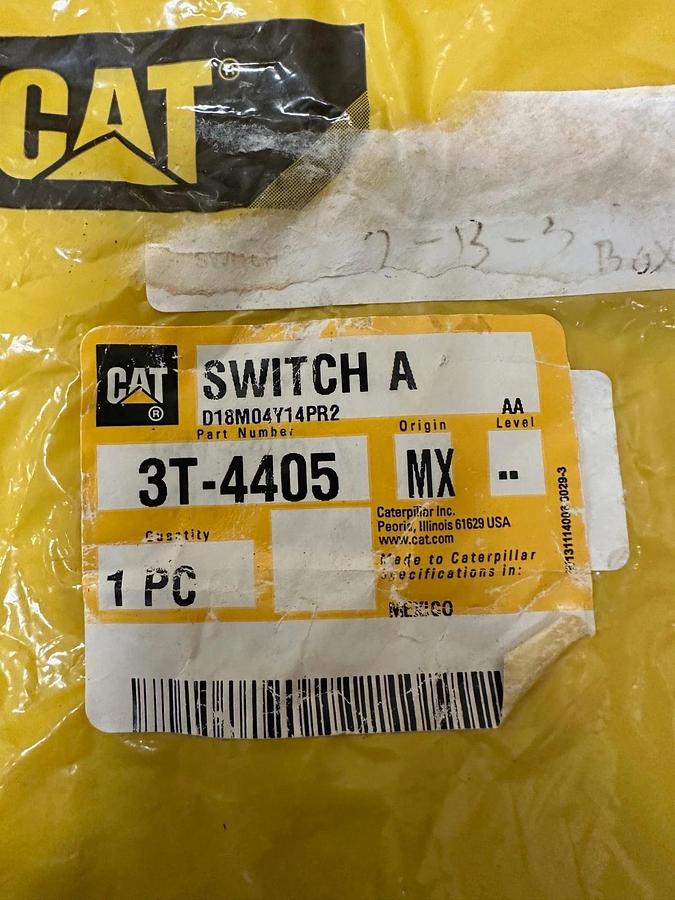 CAT®
SWITCH
2-13-3 BOX
CAT®
SWITCH A
D18M04Y14PR2
AA
Part Number
Origin
Level
3T-4405
MX
--
Quantity
1 PC
Caterpillar Inc.
Peoria, Illinois 61629 USA
www.cat.com
Made to Caterpillar
Specifications in:
MEXICO